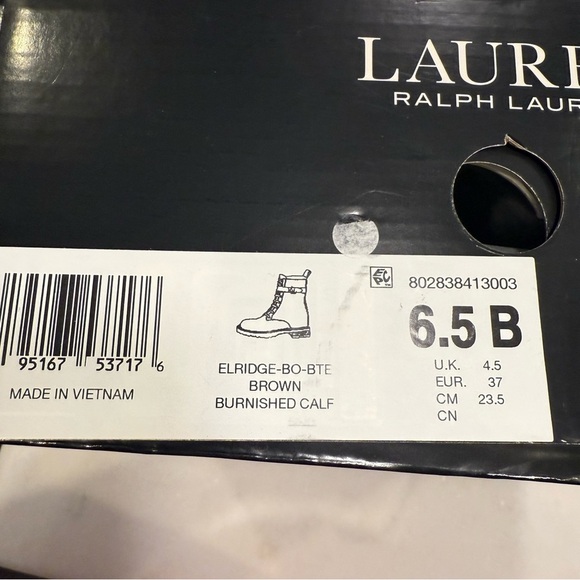 LAURE
RALPH LAUR
802838413003
6.5 B
U.K. 4.5
EUR. 37
CM 23.5
CN
ELRIDGE-BO-BTE
BROWN
BURNISHED CALF
95167 53717 6
MADE IN VIETNAM